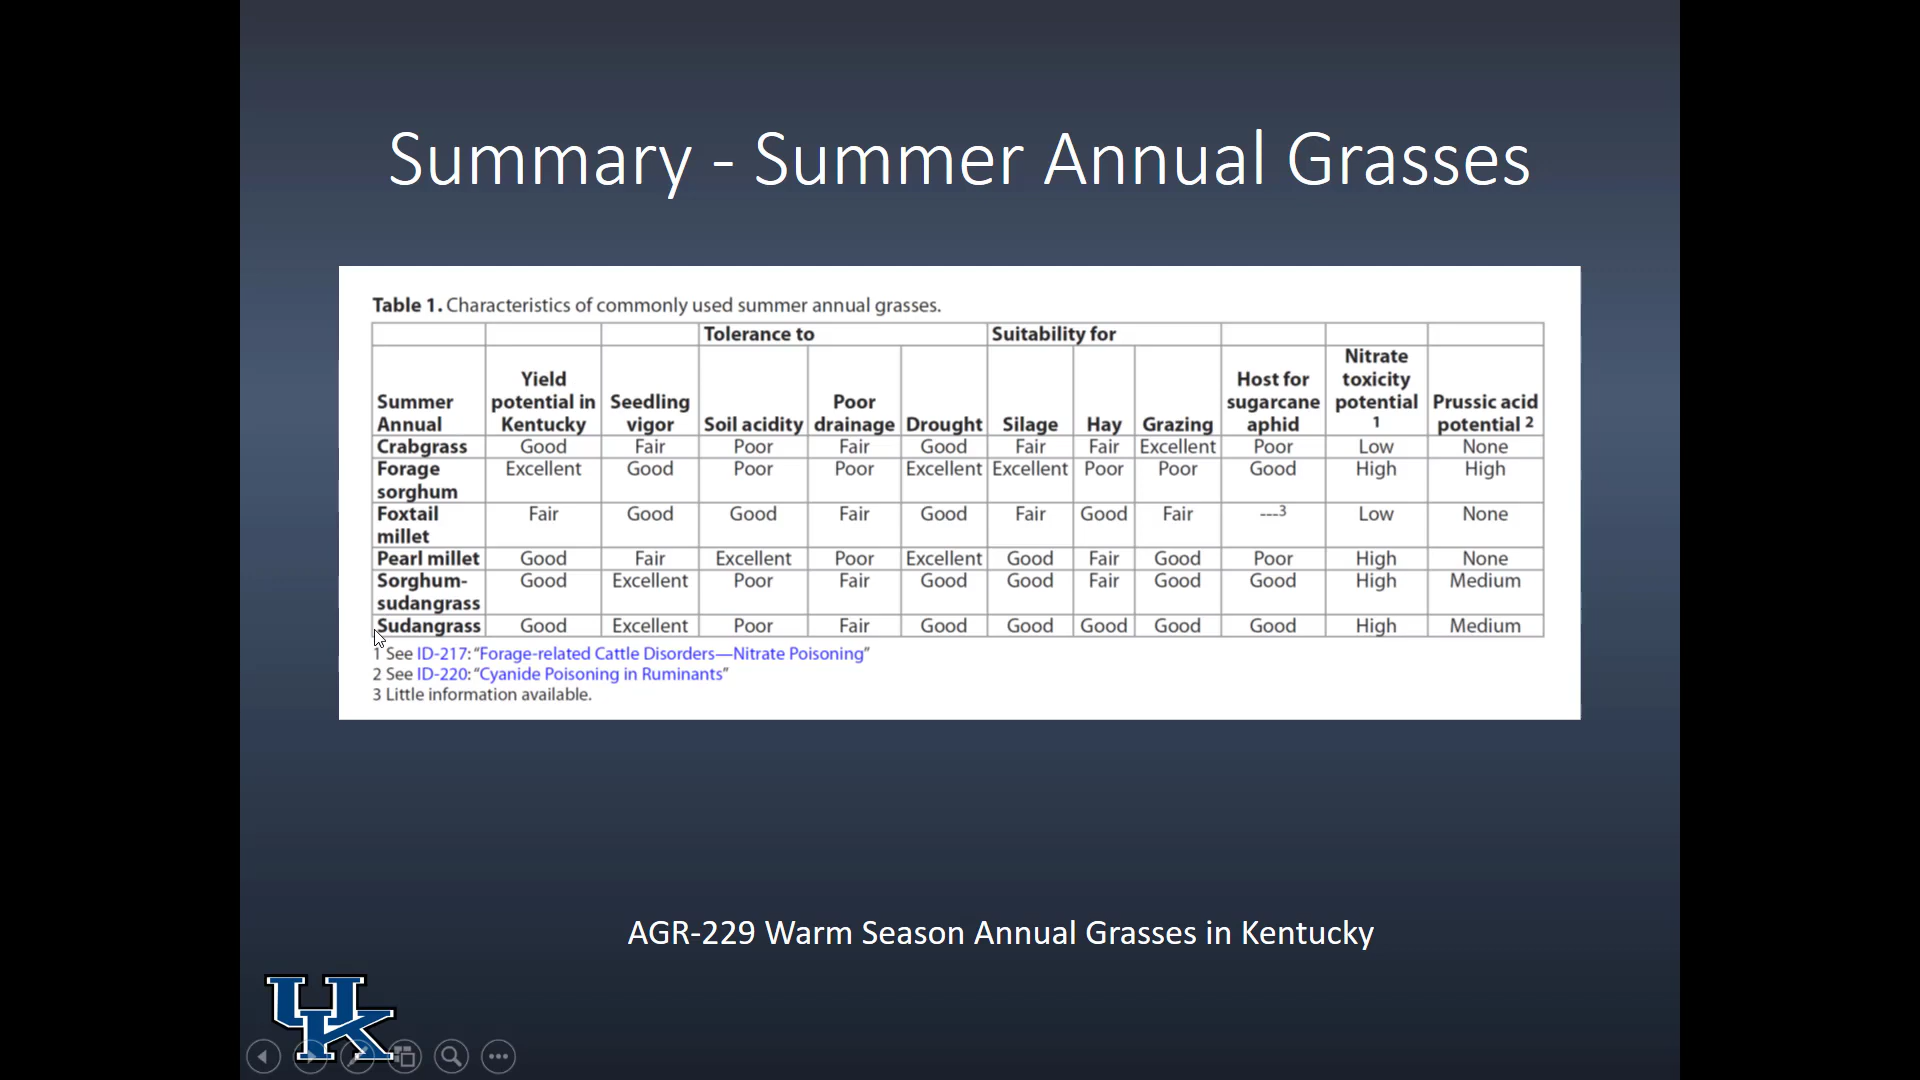 Summary - Summer Annual Grasses
Table 1. Characteristics of commonly used summer annual grasses.
Tolerance to Suitability for
Summer Annual Yield potential in Kentucky Seedling vigor Soil acidity Poor drainage Drought Silage Hay Grazing Host for sugarcane aphid Nitrate toxicity potential 1 Prussic acid potential 2
Crabgrass Good Fair Poor Fair Good Fair Fair Excellent Poor Low None
Forage sorghum Excellent Good Poor Poor Excellent Excellent Poor Poor Good High High
Foxtail millet Fair Good Good Fair Good Fair Good Fair ---3 Low None
Pearl millet Good Fair Excellent Poor Excellent Good Fair Good Poor High None
Sorghum-sudangrass Good Excellent Poor Fair Good Good Fair Good Good High Medium
Sudangrass Good Excellent Poor Fair Good Good Good Good Good High Medium
1 See ID-217: “Forage-related Cattle Disorders—Nitrate Poisoning”
2 See ID-220: “Cyanide Poisoning in Ruminants”
3 Little information available.
AGR-229 Warm Season Annual Grasses in Kentucky
UK